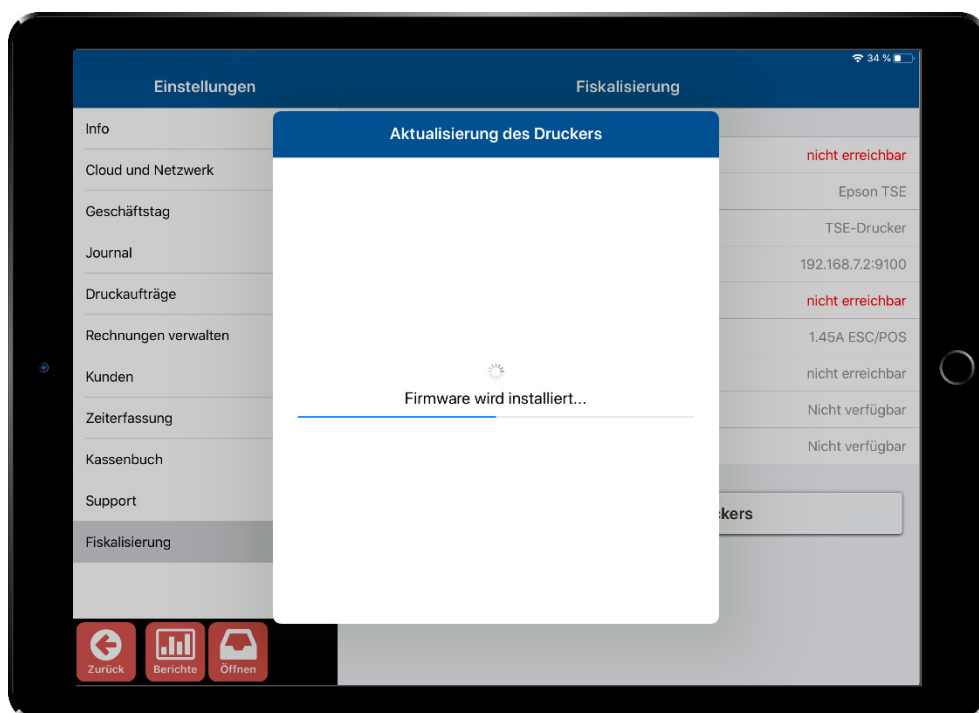 34 %
Einstellungen
Fiskalisierung
Info
Cloud und Netzwerk
Geschäftstag
Journal
Druckaufträge
Rechnungen verwalten
Kunden
Zeiterfassung
Kassenbuch
Support
Fiskalisierung
Zurück
Berichte
Öffnen
Aktualisierung des Druckers
Firmware wird installiert...
nicht erreichbar
Epson TSE
TSE-Drucker
192.168.7.2:9100
nicht erreichbar
1.45A ESC/POS
nicht erreichbar
Nicht verfügbar
Nicht verfügbar
kers